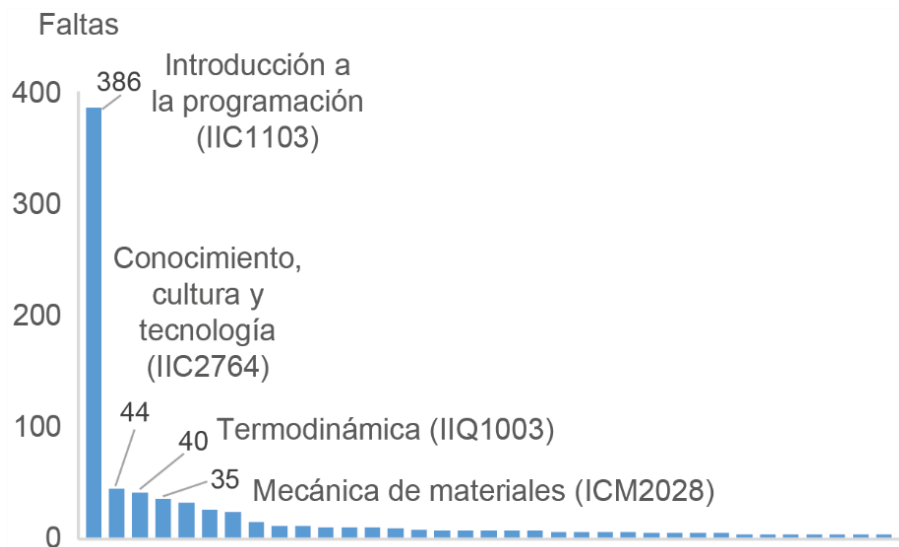 Faltas
386
Introducción a
la programación
(IIC1103)
400
300
Conocimiento,
cultura y
tecnología
(IIC2764)
200
100
44
40
Termodinámica (IIQ1003)
35
Mecánica de materiales (ICM2028)
0